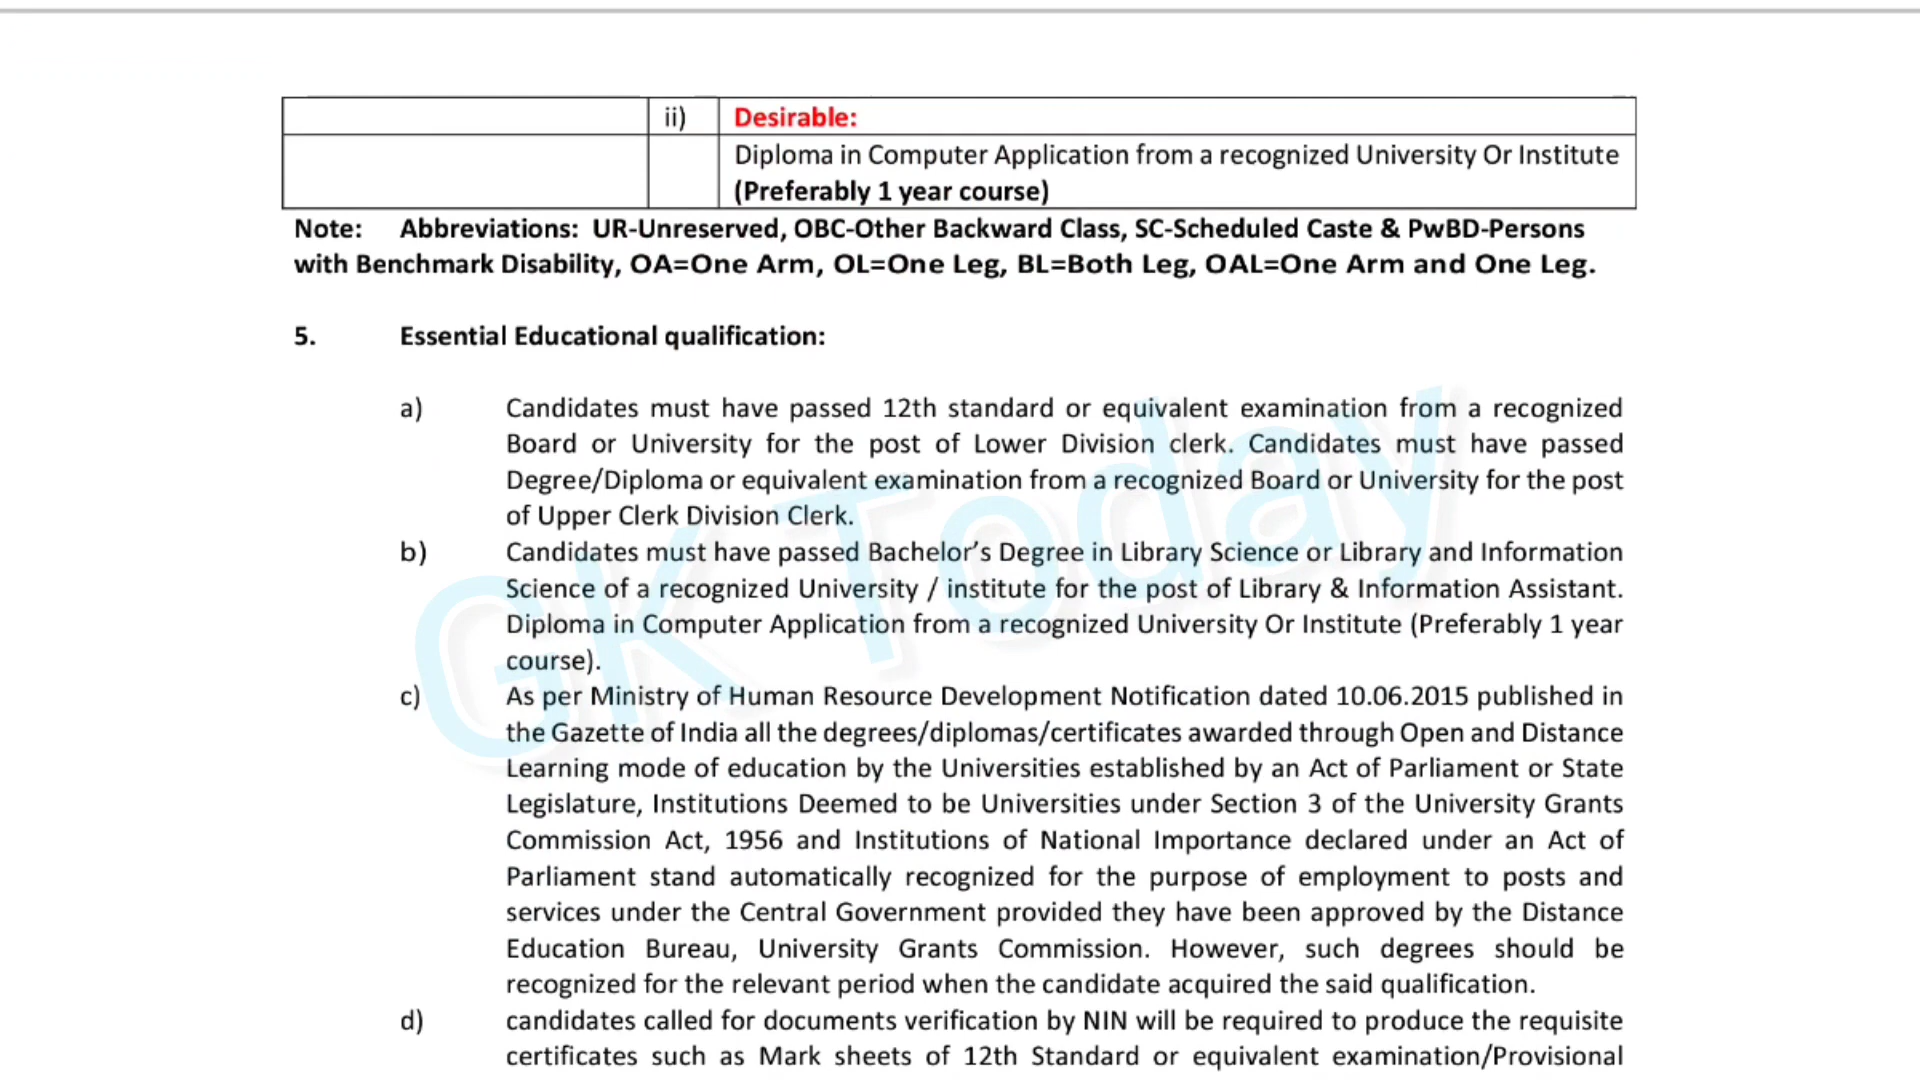 ii) Desirable:
Diploma in Computer Application from a recognized University Or Institute
(Preferably 1 year course)
Note: Abbreviations: UR-Unreserved, OBC-Other Backward Class, SC-Scheduled Caste & PwBD-Persons
with Benchmark Disability, OA=One Arm, OL=One Leg, BL=Both Leg, OAL=One Arm and One Leg.
5. Essential Educational qualification:
a) Candidates must have passed 12th standard or equivalent examination from a recognized
Board or University for the post of Lower Division clerk. Candidates must have passed
Degree/Diploma or equivalent examination from a recognized Board or University for the post
of Upper Clerk Division Clerk.
b) Candidates must have passed Bachelor’s Degree in Library Science or Library and Information
Science of a recognized University / institute for the post of Library & Information Assistant.
Diploma in Computer Application from a recognized University Or Institute (Preferably 1 year
course).
c) As per Ministry of Human Resource Development Notification dated 10.06.2015 published in
the Gazette of India all the degrees/diplomas/certificates awarded through Open and Distance
Learning mode of education by the Universities established by an Act of Parliament or State
Legislature, Institutions Deemed to be Universities under Section 3 of the University Grants
Commission Act, 1956 and Institutions of National Importance declared under an Act of
Parliament stand automatically recognized for the purpose of employment to posts and
services under the Central Government provided they have been approved by the Distance
Education Bureau, University Grants Commission. However, such degrees should be
recognized for the relevant period when the candidate acquired the said qualification.
d) candidates called for documents verification by NIN will be required to produce the requisite
certificates such as Mark sheets of 12th Standard or equivalent examination/Provisional
GK Today